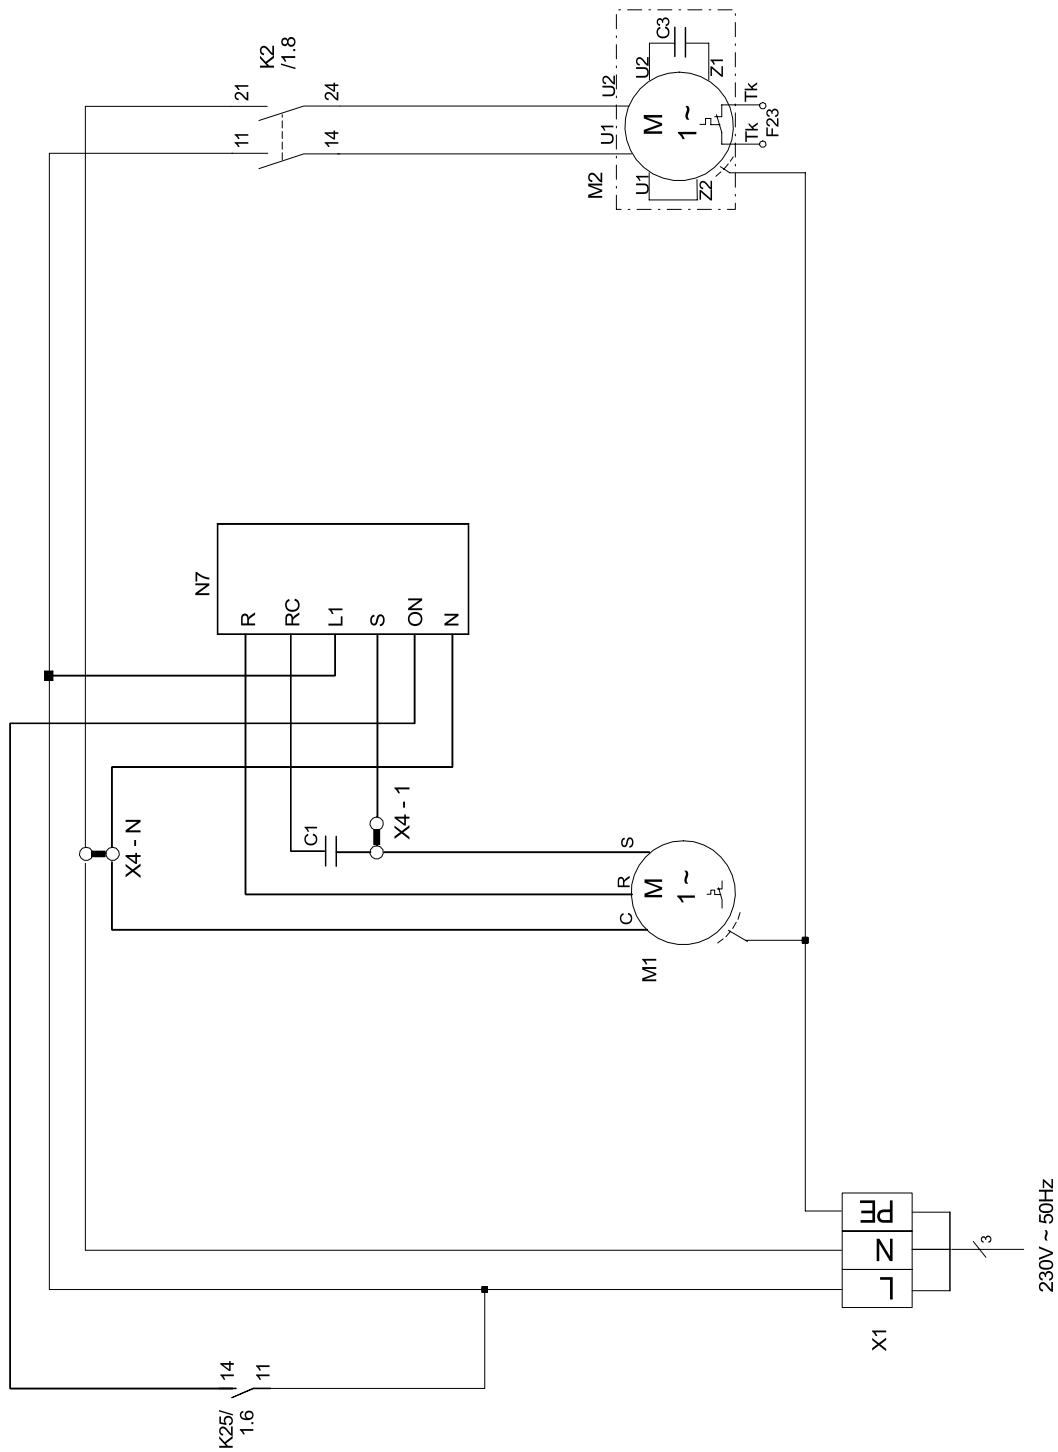 K2
/1.8
21
24
11
14
U2
U1
M2
U2
C3
Z1
M
1 ~
U1
Z2
Tk
Tk
F23
N7
R
RC
L1
S
ON
N
X4 - N
C1
X4 - 1
S
R
C
M
1 ~
M1
PE
N
L
X1
3
230V ~ 50Hz
14
11
K25/
1.6